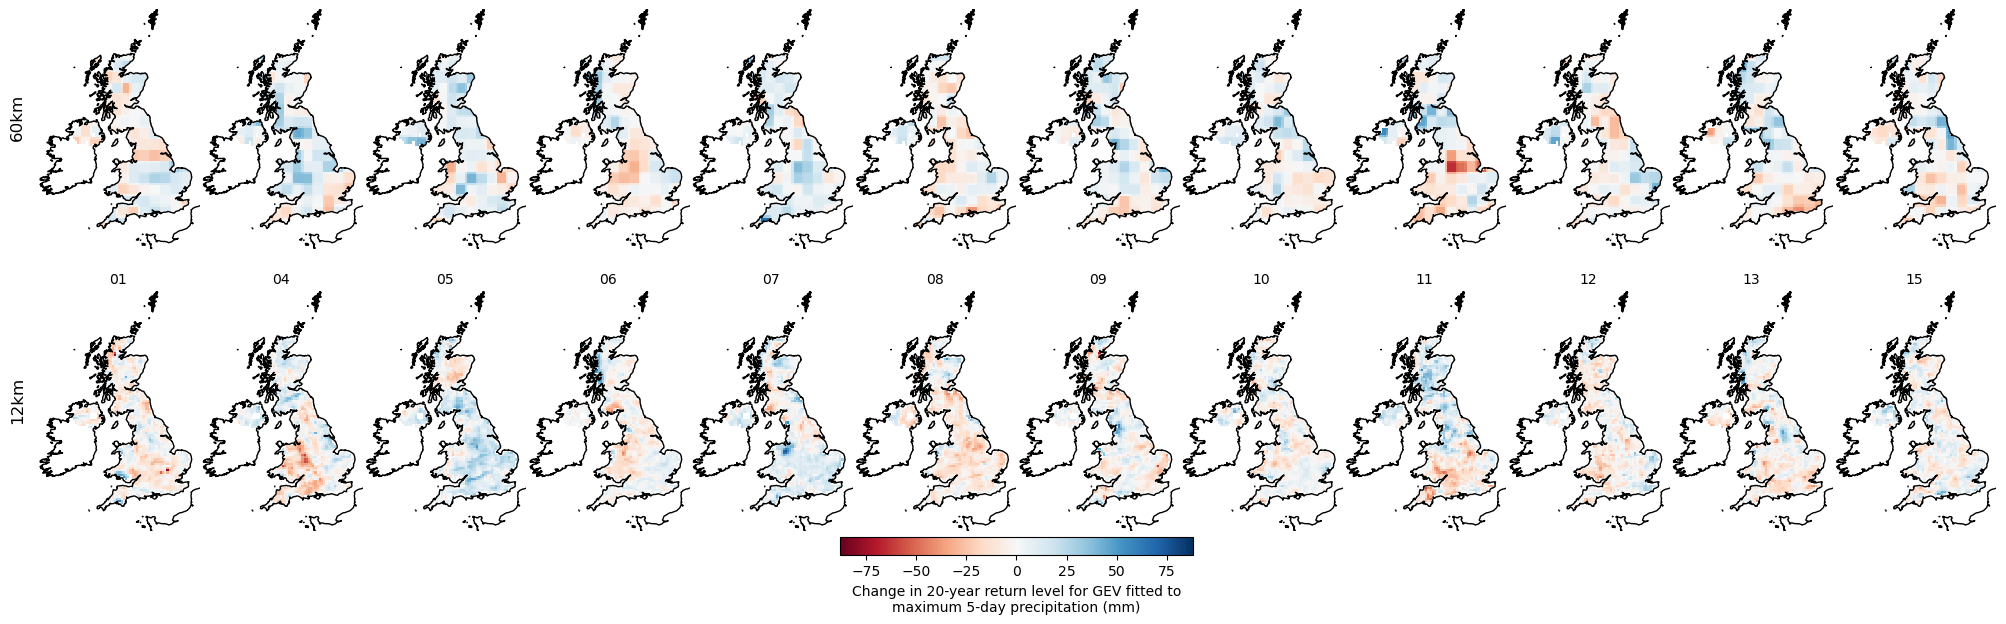 60km
01 04 05 06 07 08 09 10 11 12 13 15
12km
−75 −50 −25 0 25 50 75
Change in 20-year return level for GEV fitted to
maximum 5-day precipitation (mm)